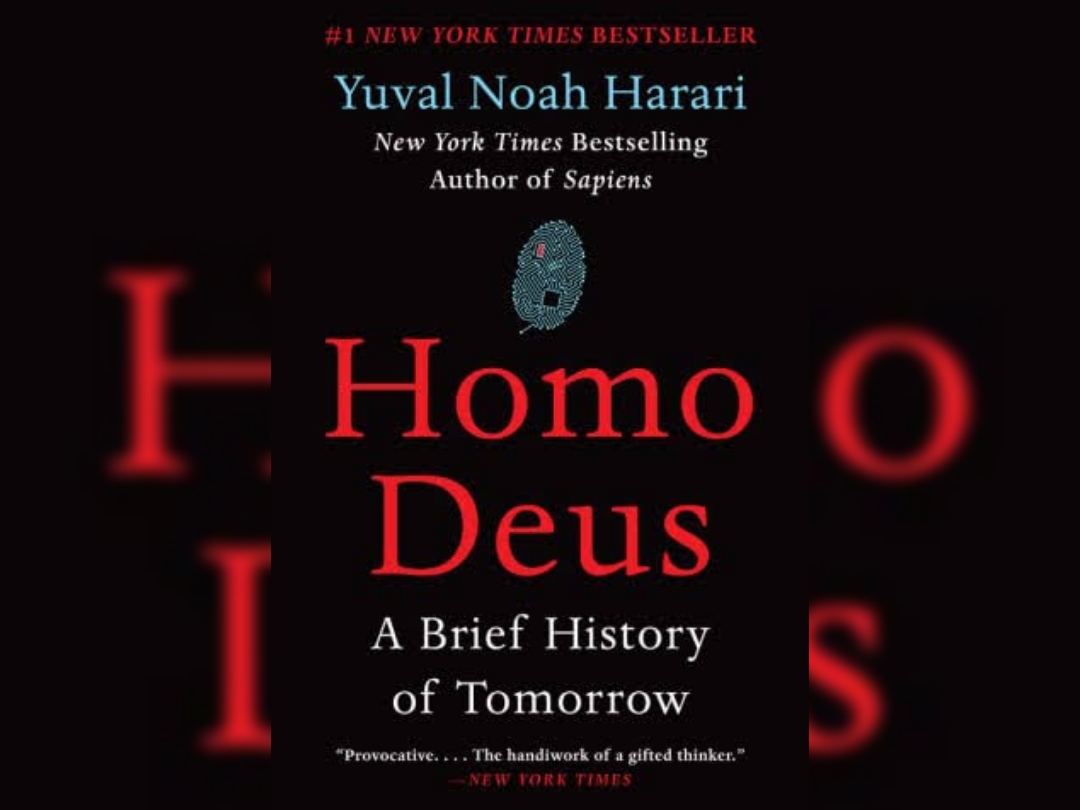 #1 NEW YORK TIMES BESTSELLER
Yuval Noah Harari
New York Times Bestselling
Author of Sapiens
Homo
Deus
A Brief History
of Tomorrow
“Provocative. . . . The handiwork of a gifted thinker.”
—NEW YORK TIMES